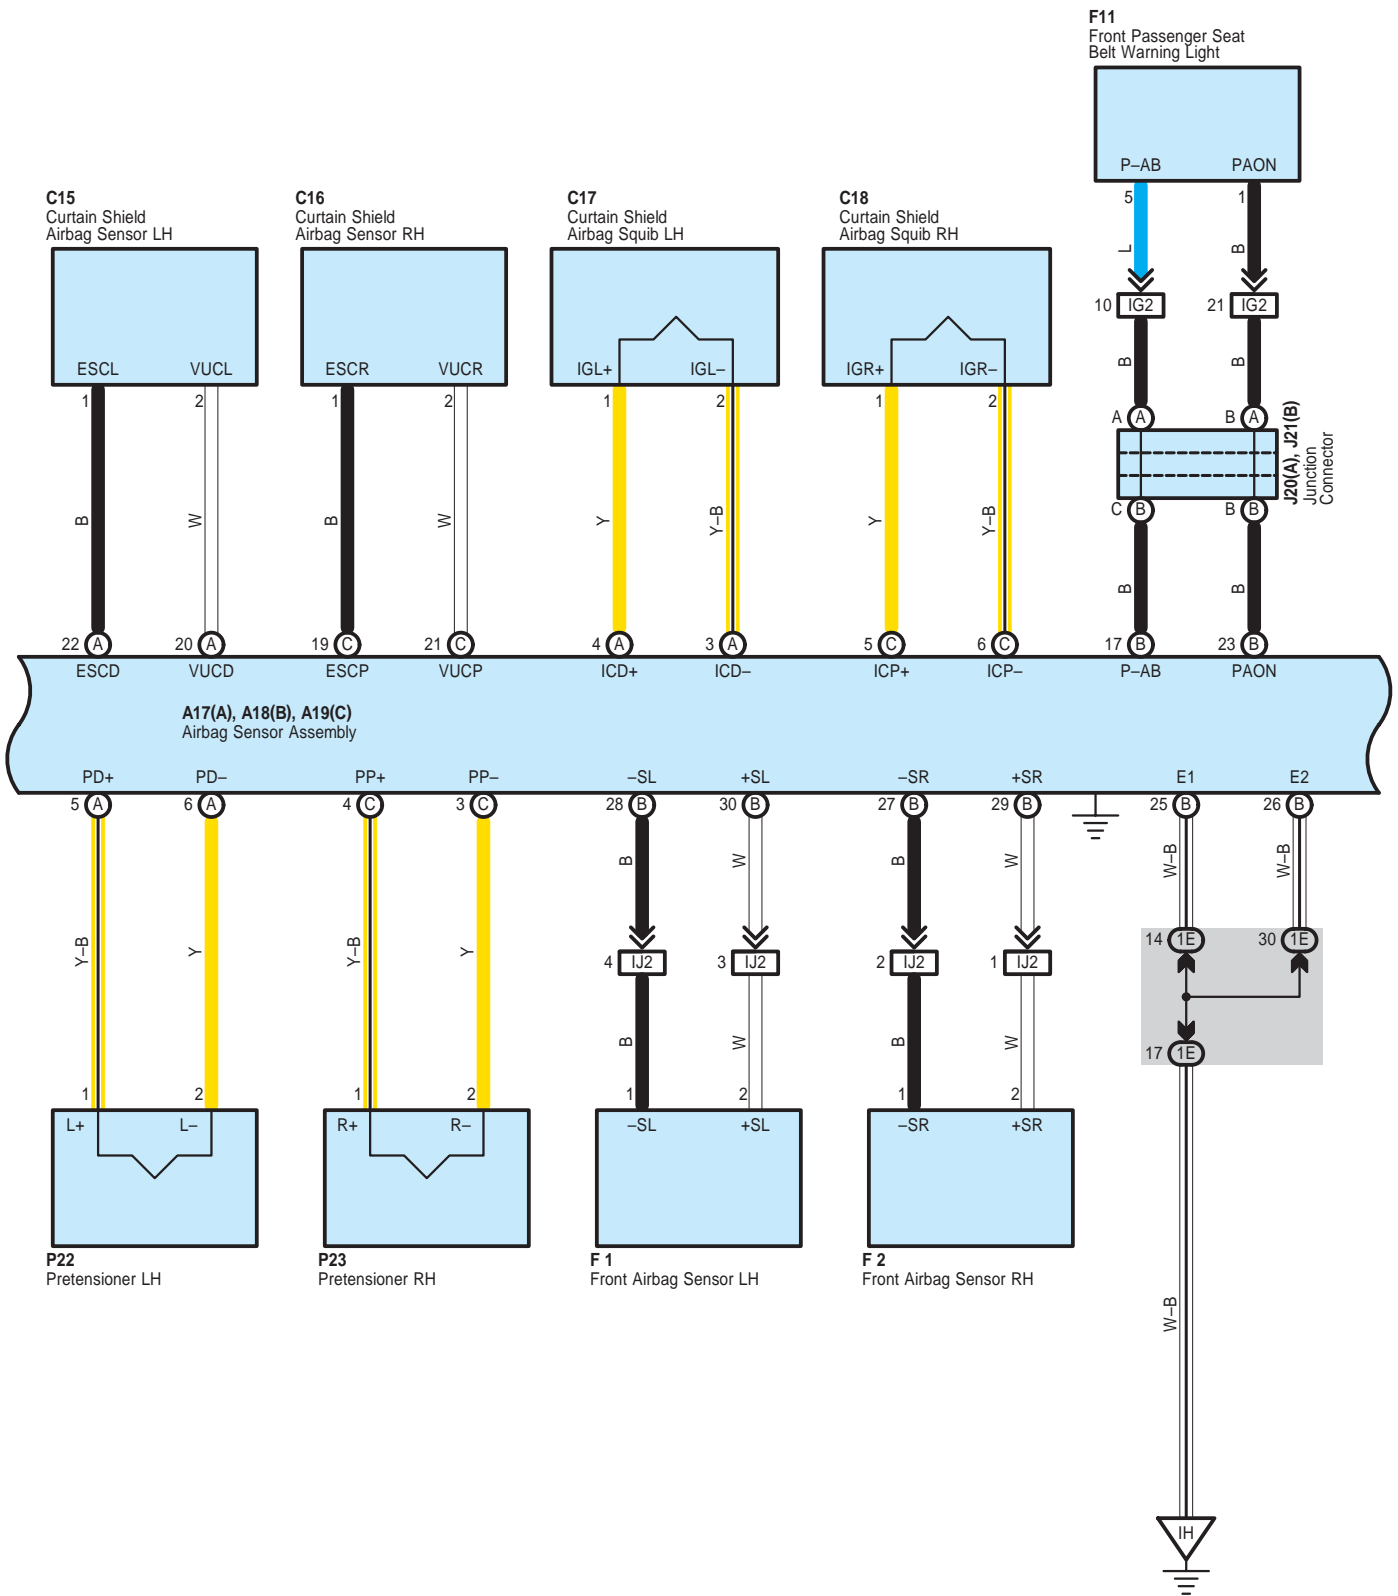 F11
Front Passenger Seat
Belt Warning Light
P–AB PAON
5 1
L B
10 IG2 21 IG2
B B
A A B A
J20(A), J21(B)
Junction
Connector
C B B B
B B
C15
Curtain Shield
Airbag Sensor LH
ESCL VUCL
1 2
B W
C16
Curtain Shield
Airbag Sensor RH
ESCR VUCR
1 2
B W
C17
Curtain Shield
Airbag Squib LH
IGL+ IGL–
1 2
Y Y–B
C18
Curtain Shield
Airbag Squib RH
IGR+ IGR–
1 2
Y Y–B
22 A 20 A 19 C 21 C 4 A 3 A 5 C 6 C 17 B 23 B
ESCD VUCD ESCP VUCP ICD+ ICD– ICP+ ICP– P–AB PAON
A17(A), A18(B), A19(C)
Airbag Sensor Assembly
PD+ PD– PP+ PP– –SL +SL –SR +SR E1 E2
5 A 6 A 4 C 3 C 28 B 30 B 27 B 29 B 25 B 26 B
B W B W W–B W–B
Y–B Y Y–B Y
4 IJ2 3 IJ2 2 IJ2 1 IJ2
14 1E 30 1E
B W B W
17 1E
1 2 1 2 1 2 1 2
L+ L– R+ R– –SL +SL –SR +SR
P22
Pretensioner LH
P23
Pretensioner RH
F 1
Front Airbag Sensor LH
F 2
Front Airbag Sensor RH
W–B
IH